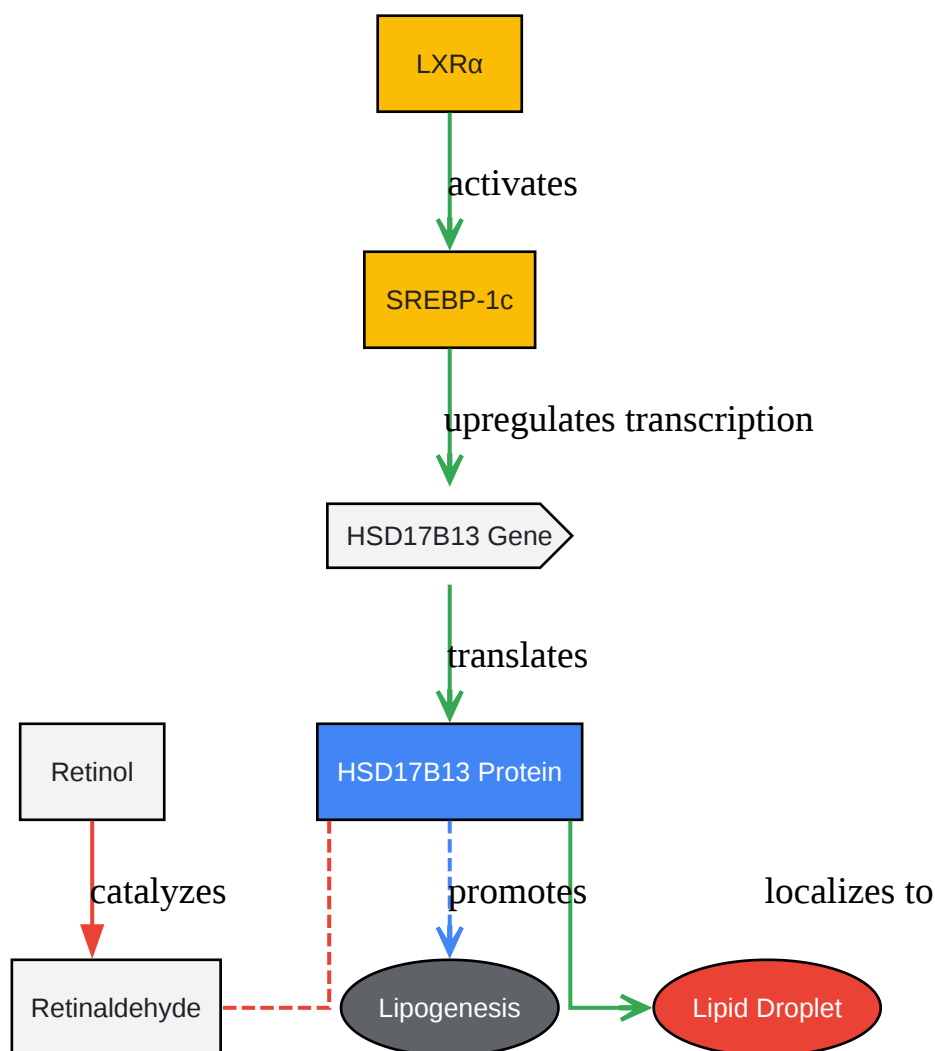 LXRα
activates
SREBP-1c
upregulates transcription
HSD17B13 Gene
translates
Retinol
HSD17B13 Protein
catalyzes
promotes
localizes to
Retinaldehyde
Lipogenesis
Lipid Droplet